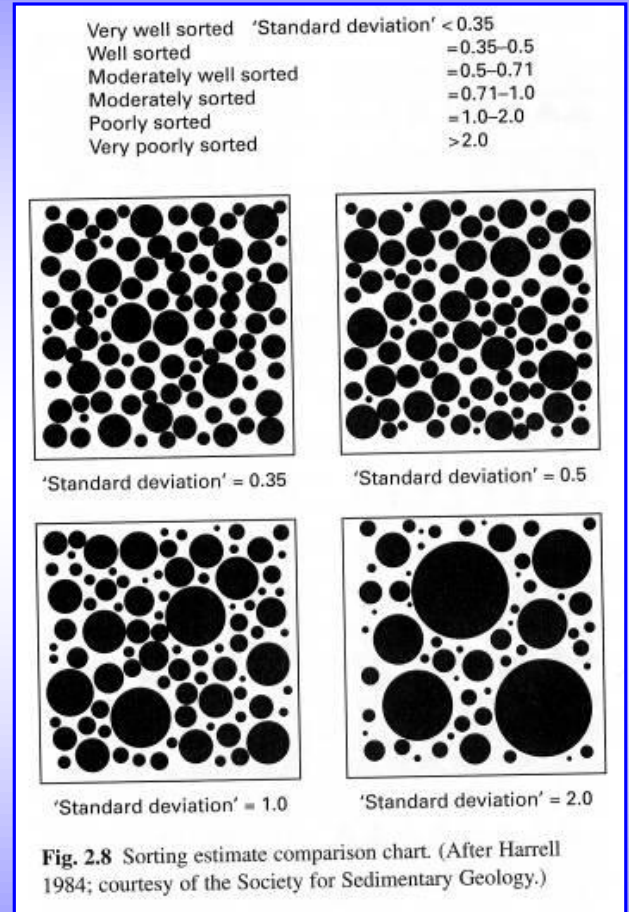 Very well sorted 'Standard deviation' < 0.35
Well sorted = 0.35–0.5
Moderately well sorted = 0.5–0.71
Moderately sorted = 0.71–1.0
Poorly sorted = 1.0–2.0
Very poorly sorted > 2.0
'Standard deviation' = 0.35
'Standard deviation' = 0.5
'Standard deviation' = 1.0
'Standard deviation' = 2.0
Fig. 2.8 Sorting estimate comparison chart. (After Harrell
1984; courtesy of the Society for Sedimentary Geology.)